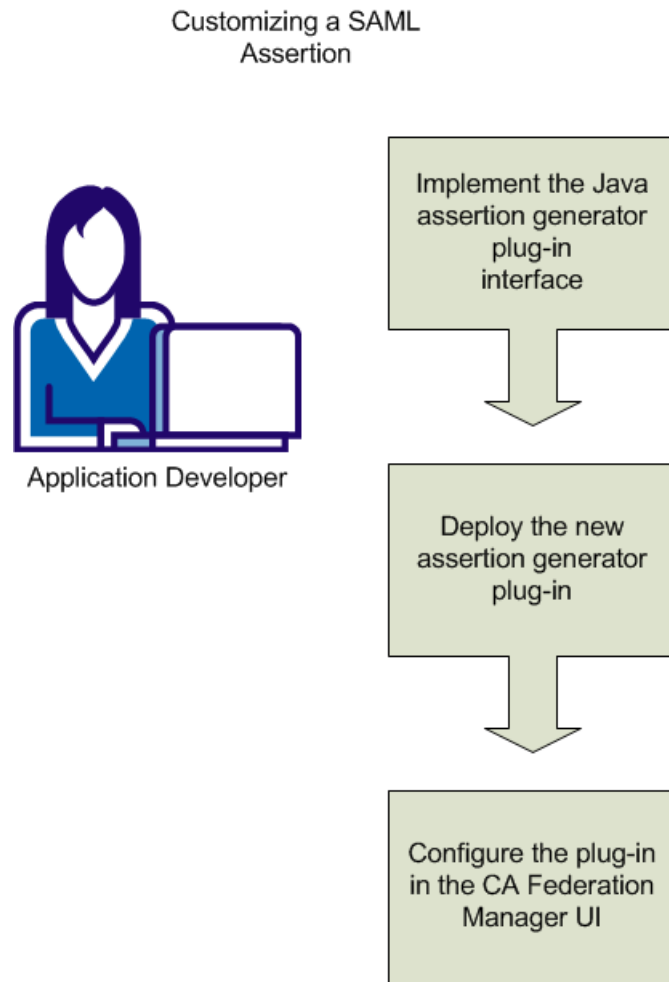 Customizing a SAML
Assertion
Implement the Java
assertion generator
plug-in
interface
Application Developer
Deploy the new
assertion generator
plug-in
Configure the plug-in
in the CA Federation
Manager UI